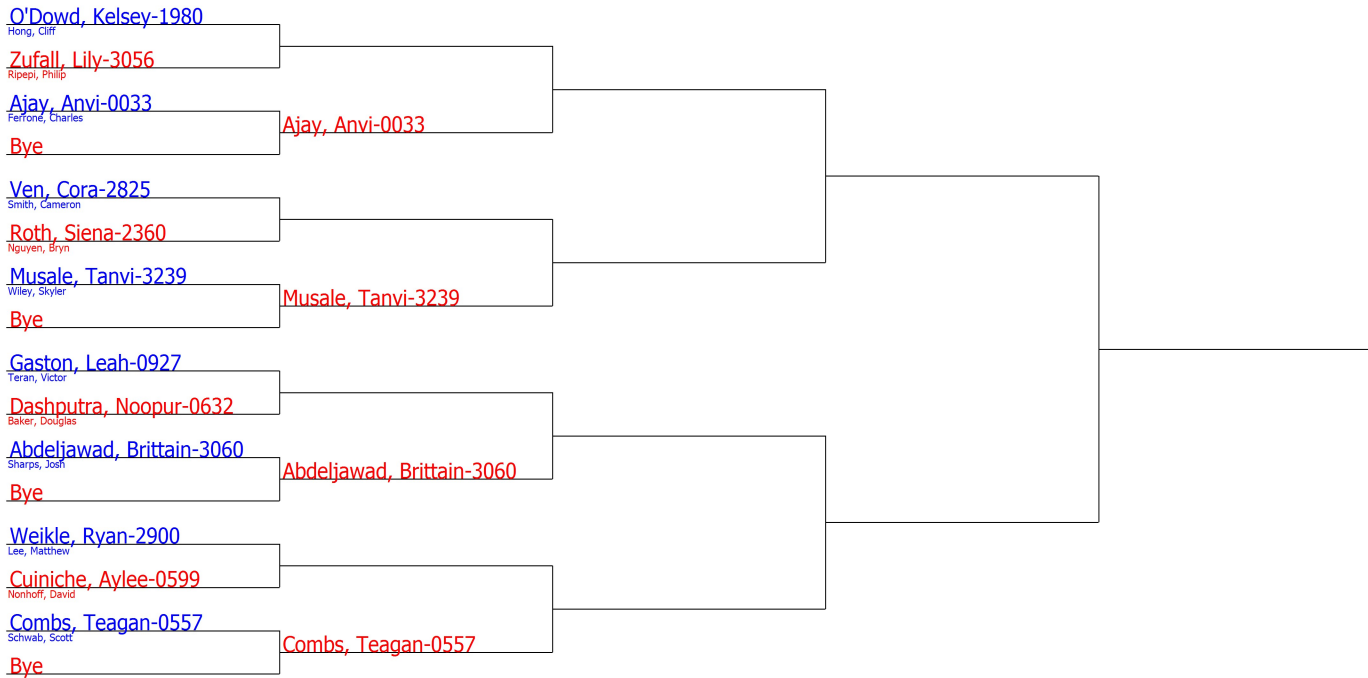 O'Dowd, Kelsey-1980
Hong, Cliff
Zufall, Lily-3056
Ripepi, Philip
Ajay, Anvi-0033
Ferrone, Charles
Ajay, Anvi-0033
Bye
Ven, Cora-2825
Smith, Cameron
Roth, Siena-2360
Nguyen, Bryn
Musale, Tanvi-3239
Wiley, Skyler
Musale, Tanvi-3239
Bye
Gaston, Leah-0927
Teran, Victor
Dashputra, Noopur-0632
Baker, Douglas
Abdeljawad, Brittain-3060
Sharps, Josh
Abdeljawad, Brittain-3060
Bye
Weikle, Ryan-2900
Lee, Matthew
Cuiniche, Aylee-0599
Nonhoff, David
Combs, Teagan-0557
Schwab, Scott
Combs, Teagan-0557
Bye